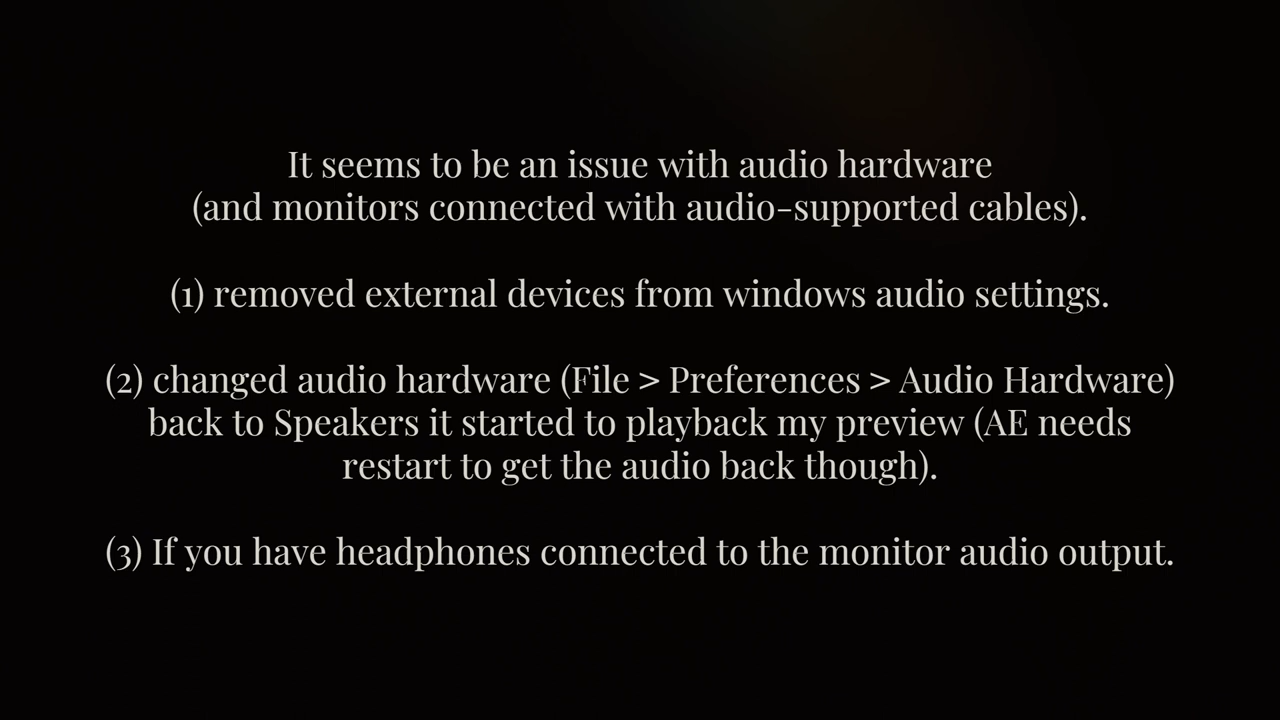 It seems to be an issue with audio hardware
(and monitors connected with audio-supported cables).
(1) removed external devices from windows audio settings.
(2) changed audio hardware (File > Preferences > Audio Hardware)
back to Speakers it started to playback my preview (AE needs
restart to get the audio back though).
(3) If you have headphones connected to the monitor audio output.